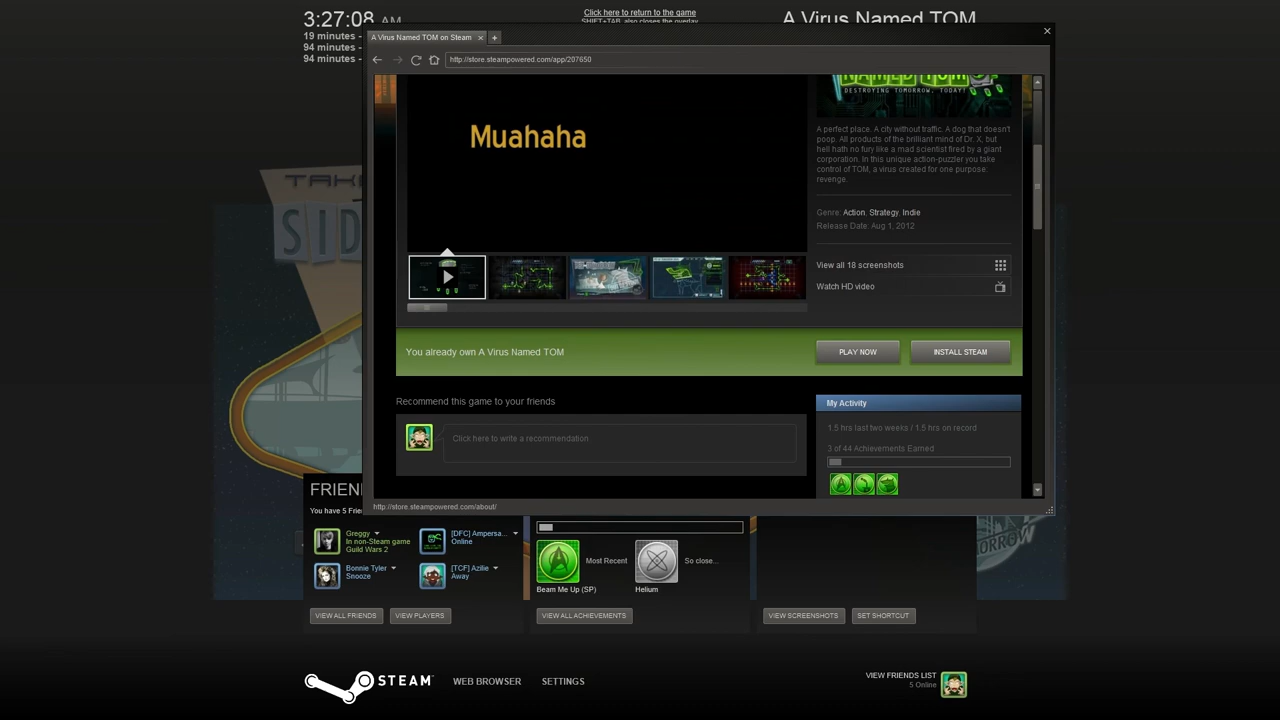 3:27:08 AM
19 minutes -
94 minutes -
94 minutes -
Click here to return to the game
SHIFT+TAB also closes the overlay
A Virus Named TOM
A Virus Named TOM on Steam
http://store.steampowered.com/app/207650
Muahaha
NAMED TOM
DESTROYING TOMORROW, TODAY!
A perfect place. A city without traffic. A dog that doesn't
poop. All products of the brilliant mind of Dr. X, but
hell hath no fury like a mad scientist fired by a giant
corporation. In this unique action-puzzler you take
control of TOM, a virus created for one purpose:
revenge.
Genre: Action, Strategy, Indie
Release Date: Aug 1, 2012
View all 18 screenshots
Watch HD video
You already own A Virus Named TOM
PLAY NOW
INSTALL STEAM
Recommend this game to your friends
Click here to write a recommendation
My Activity
1.5 hrs last two weeks / 1.5 hrs on record
3 of 44 Achievements Earned
http://store.steampowered.com/about/
TAKE
SID
FRIEN
You have 5 Frie
Greggy
In non-Steam game
Guild Wars 2
[DFC] Ampersa...
Online
Bonnie Tyler
Snooze
[TCF] Azilie
Away
VIEW ALL FRIENDS
VIEW PLAYERS
Most Recent
Beam Me Up (SP)
So close...
Helium
VIEW ALL ACHIEVEMENTS
VIEW SCREENSHOTS
SET SHORTCUT
STEAM
WEB BROWSER
SETTINGS
VIEW FRIENDS LIST
5 Online